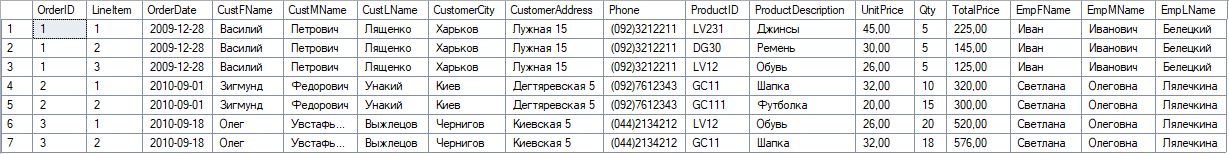 OrderID LineItem OrderDate CustFName CustMName CustLName CustomerCity CustomerAddress Phone ProductID ProductDescription UnitPrice Qty TotalPrice EmpFName EmpMName EmpLName
1 1 1 2009-12-28 Василий Петрович Лященко Харьков Лужная 15 (092)3212211 LV231 Джинсы 45,00 5 225,00 Иван Иванович Белецкий
2 1 2 2009-12-28 Василий Петрович Лященко Харьков Лужная 15 (092)3212211 DG30 Ремень 30,00 5 145,00 Иван Иванович Белецкий
3 1 3 2009-12-28 Василий Петрович Лященко Харьков Лужная 15 (092)3212211 LV12 Обувь 26,00 5 125,00 Иван Иванович Белецкий
4 2 1 2010-09-01 Зигмунд Федорович Унакий Киев Дегтяревская 5 (092)7612343 GC11 Шапка 32,00 10 320,00 Светлана Олеговна Лялечкина
5 2 2 2010-09-01 Зигмунд Федорович Унакий Киев Дегтяревская 5 (092)7612343 GC111 Футболка 20,00 15 300,00 Светлана Олеговна Лялечкина
6 3 1 2010-09-18 Олег Увстафь... Выжлецов Чернигов Киевская 5 (044)2134212 LV12 Обувь 26,00 20 520,00 Светлана Олеговна Лялечкина
7 3 2 2010-09-18 Олег Увстафь... Выжлецов Чернигов Киевская 5 (044)2134212 GC11 Шапка 32,00 18 576,00 Светлана Олеговна Лялечкина